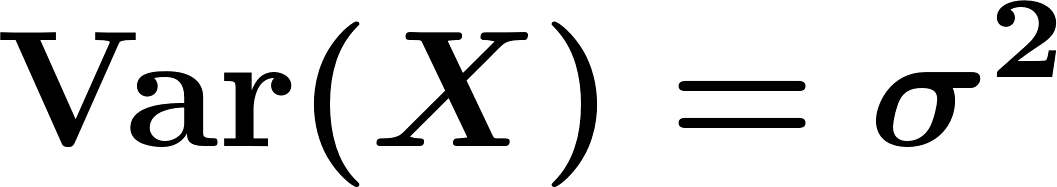 Var(X) = σ²